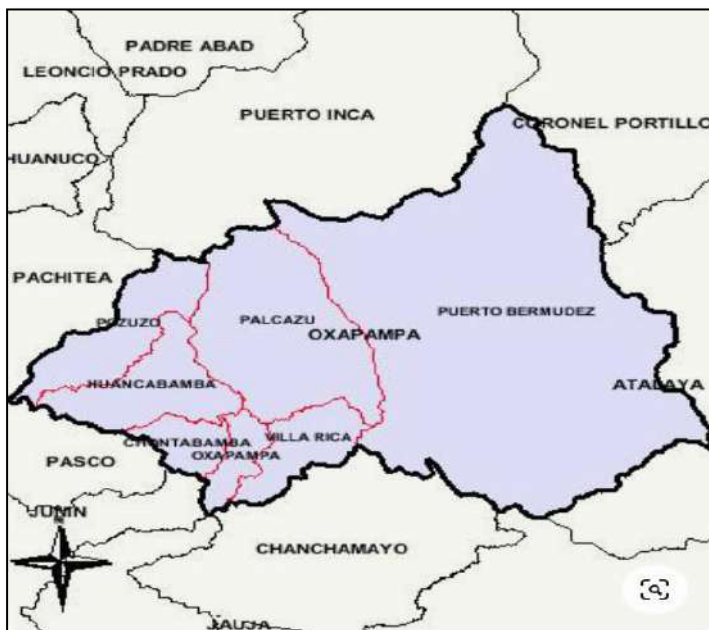 PADRE ABAD
LEONCIO PRADO
PUERTO INCA
CORONEL PORTILLO
HUANUCO
PACHITEA
POZUZO
PALCAZU
PUERTO BERMUDEZ
OXAPAMPA
HUANCABAMBA
ATALAYA
CHONTABAMBA
VILLA RICA
OXAPAMPA
PASCO
JUNIN
N
CHANCHAMAYO
JAUJA